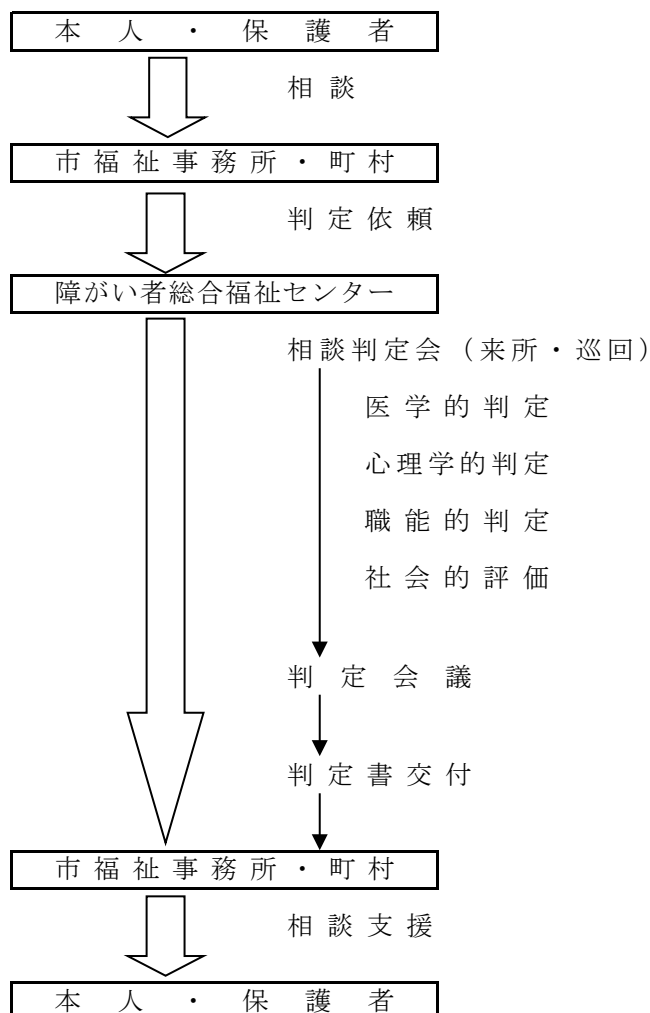 本人・保護者
相談
市福祉事務所・町村
判定依頼
障がい者総合福祉センター
相談判定会（来所・巡回）
医学的判定
心理学的判定
職能的判定
社会的評価
判定会議
判定書交付
市福祉事務所・町村
相談支援
本人・保護者